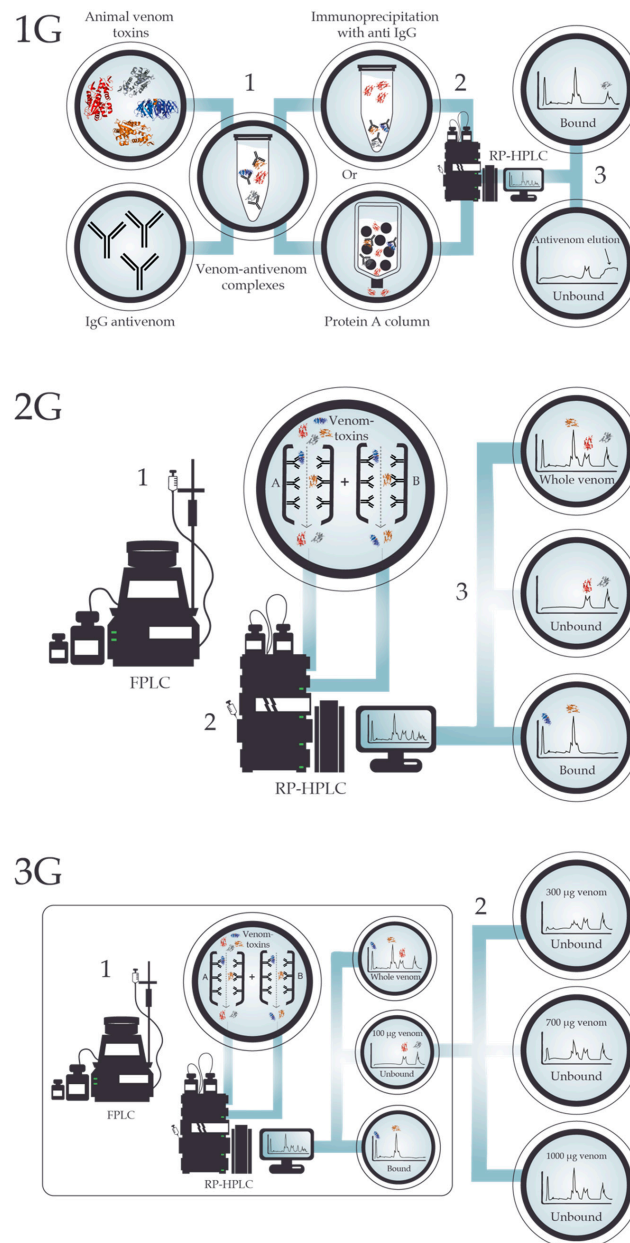 1G
Animal venom
toxins
1
Immunoprecipitation
with anti IgG
2
Bound
RP-HPLC
3
Or
Antivenom elution
Venom-antivenom
complexes
Unbound
IgG antivenom
Protein A column
2G
1
Venom-
toxins
A
+
B
Whole venom
3
Unbound
FPLC
2
Bound
RP-HPLC
3G
1
Venom-
toxins
A
+
B
Whole venom
2
300 µg venom
Unbound
100 µg venom
Unbound
700 µg venom
Unbound
FPLC
RP-HPLC
Bound
1000 µg venom
Unbound